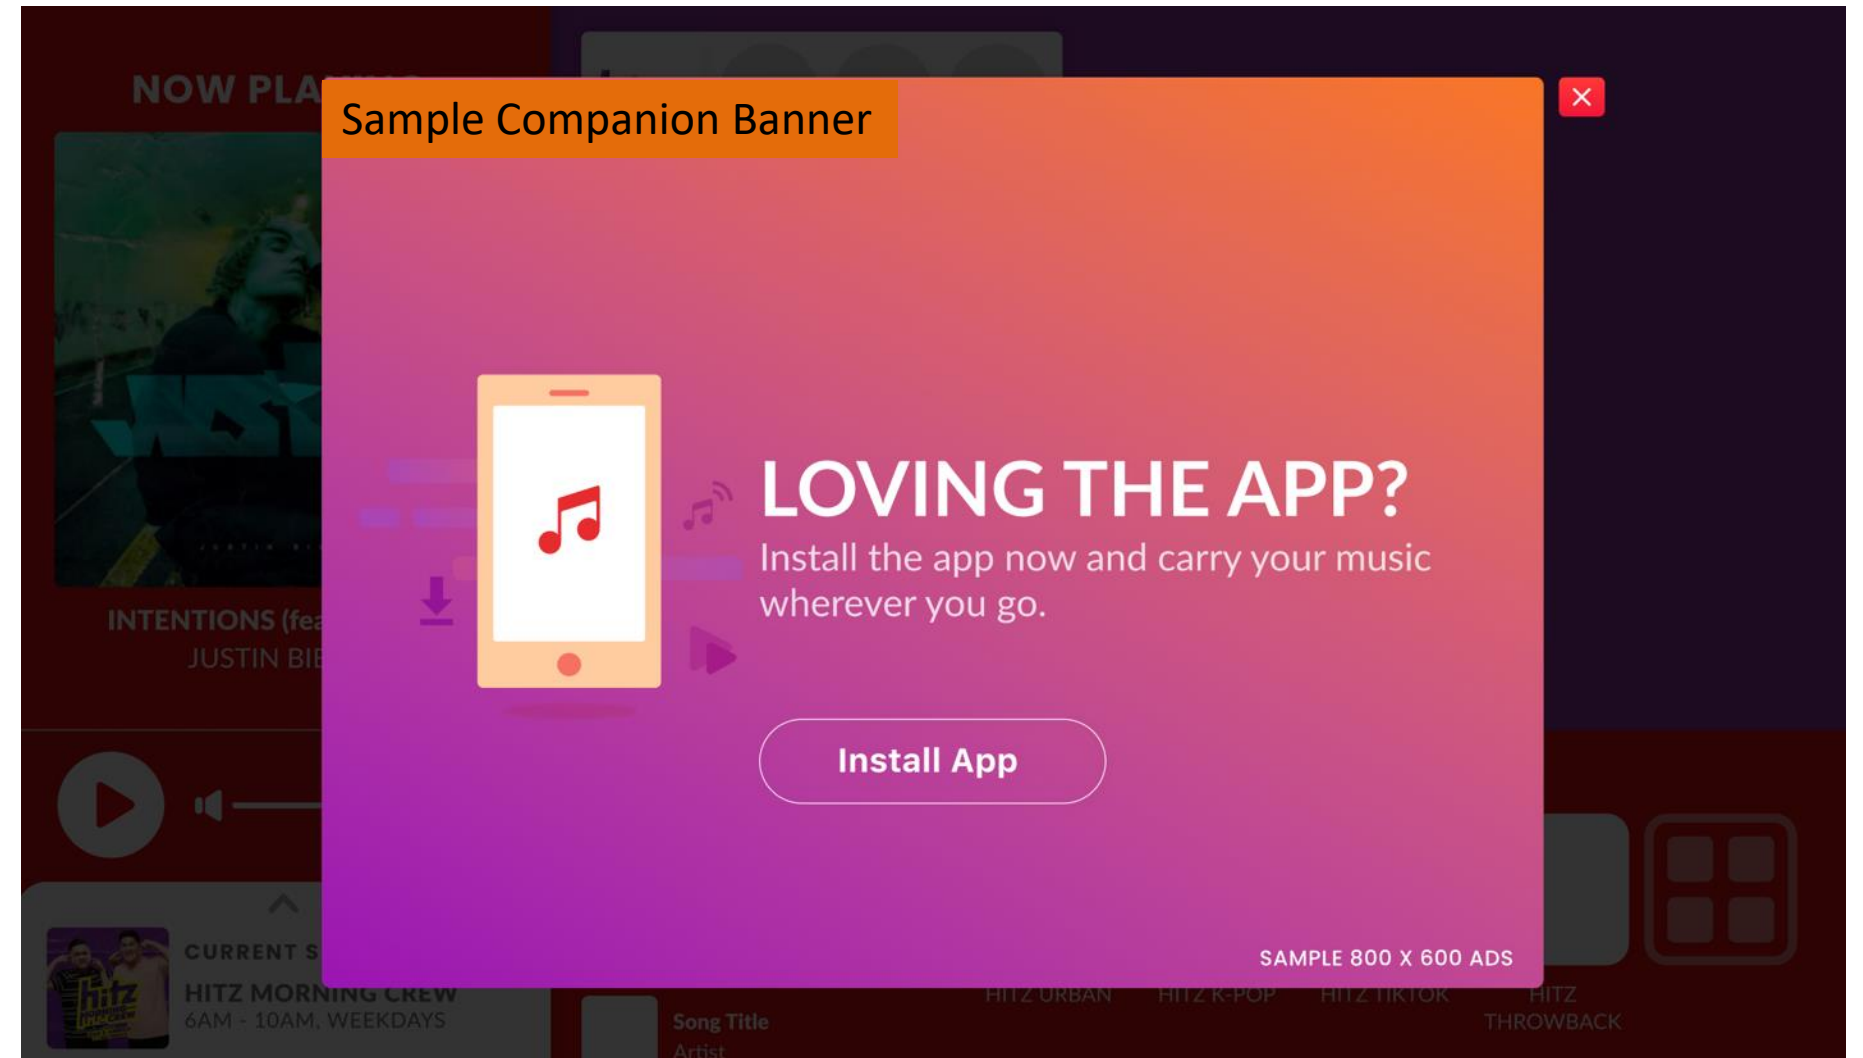 NOW PLA
Sample Companion Banner
LOVING THE APP?
Install the app now and carry your music
wherever you go.
Install App
SAMPLE 800 X 600 ADS
INTENTIONS (fea
JUSTIN BIE
CURRENT S
HITZ MORNING CREW
6AM - 10AM, WEEKDAYS
hitz
Song Title
Artist
HITZ URBAN
HITZ K-POP
HITZ TIKTOK
HITZ
THROWBACK